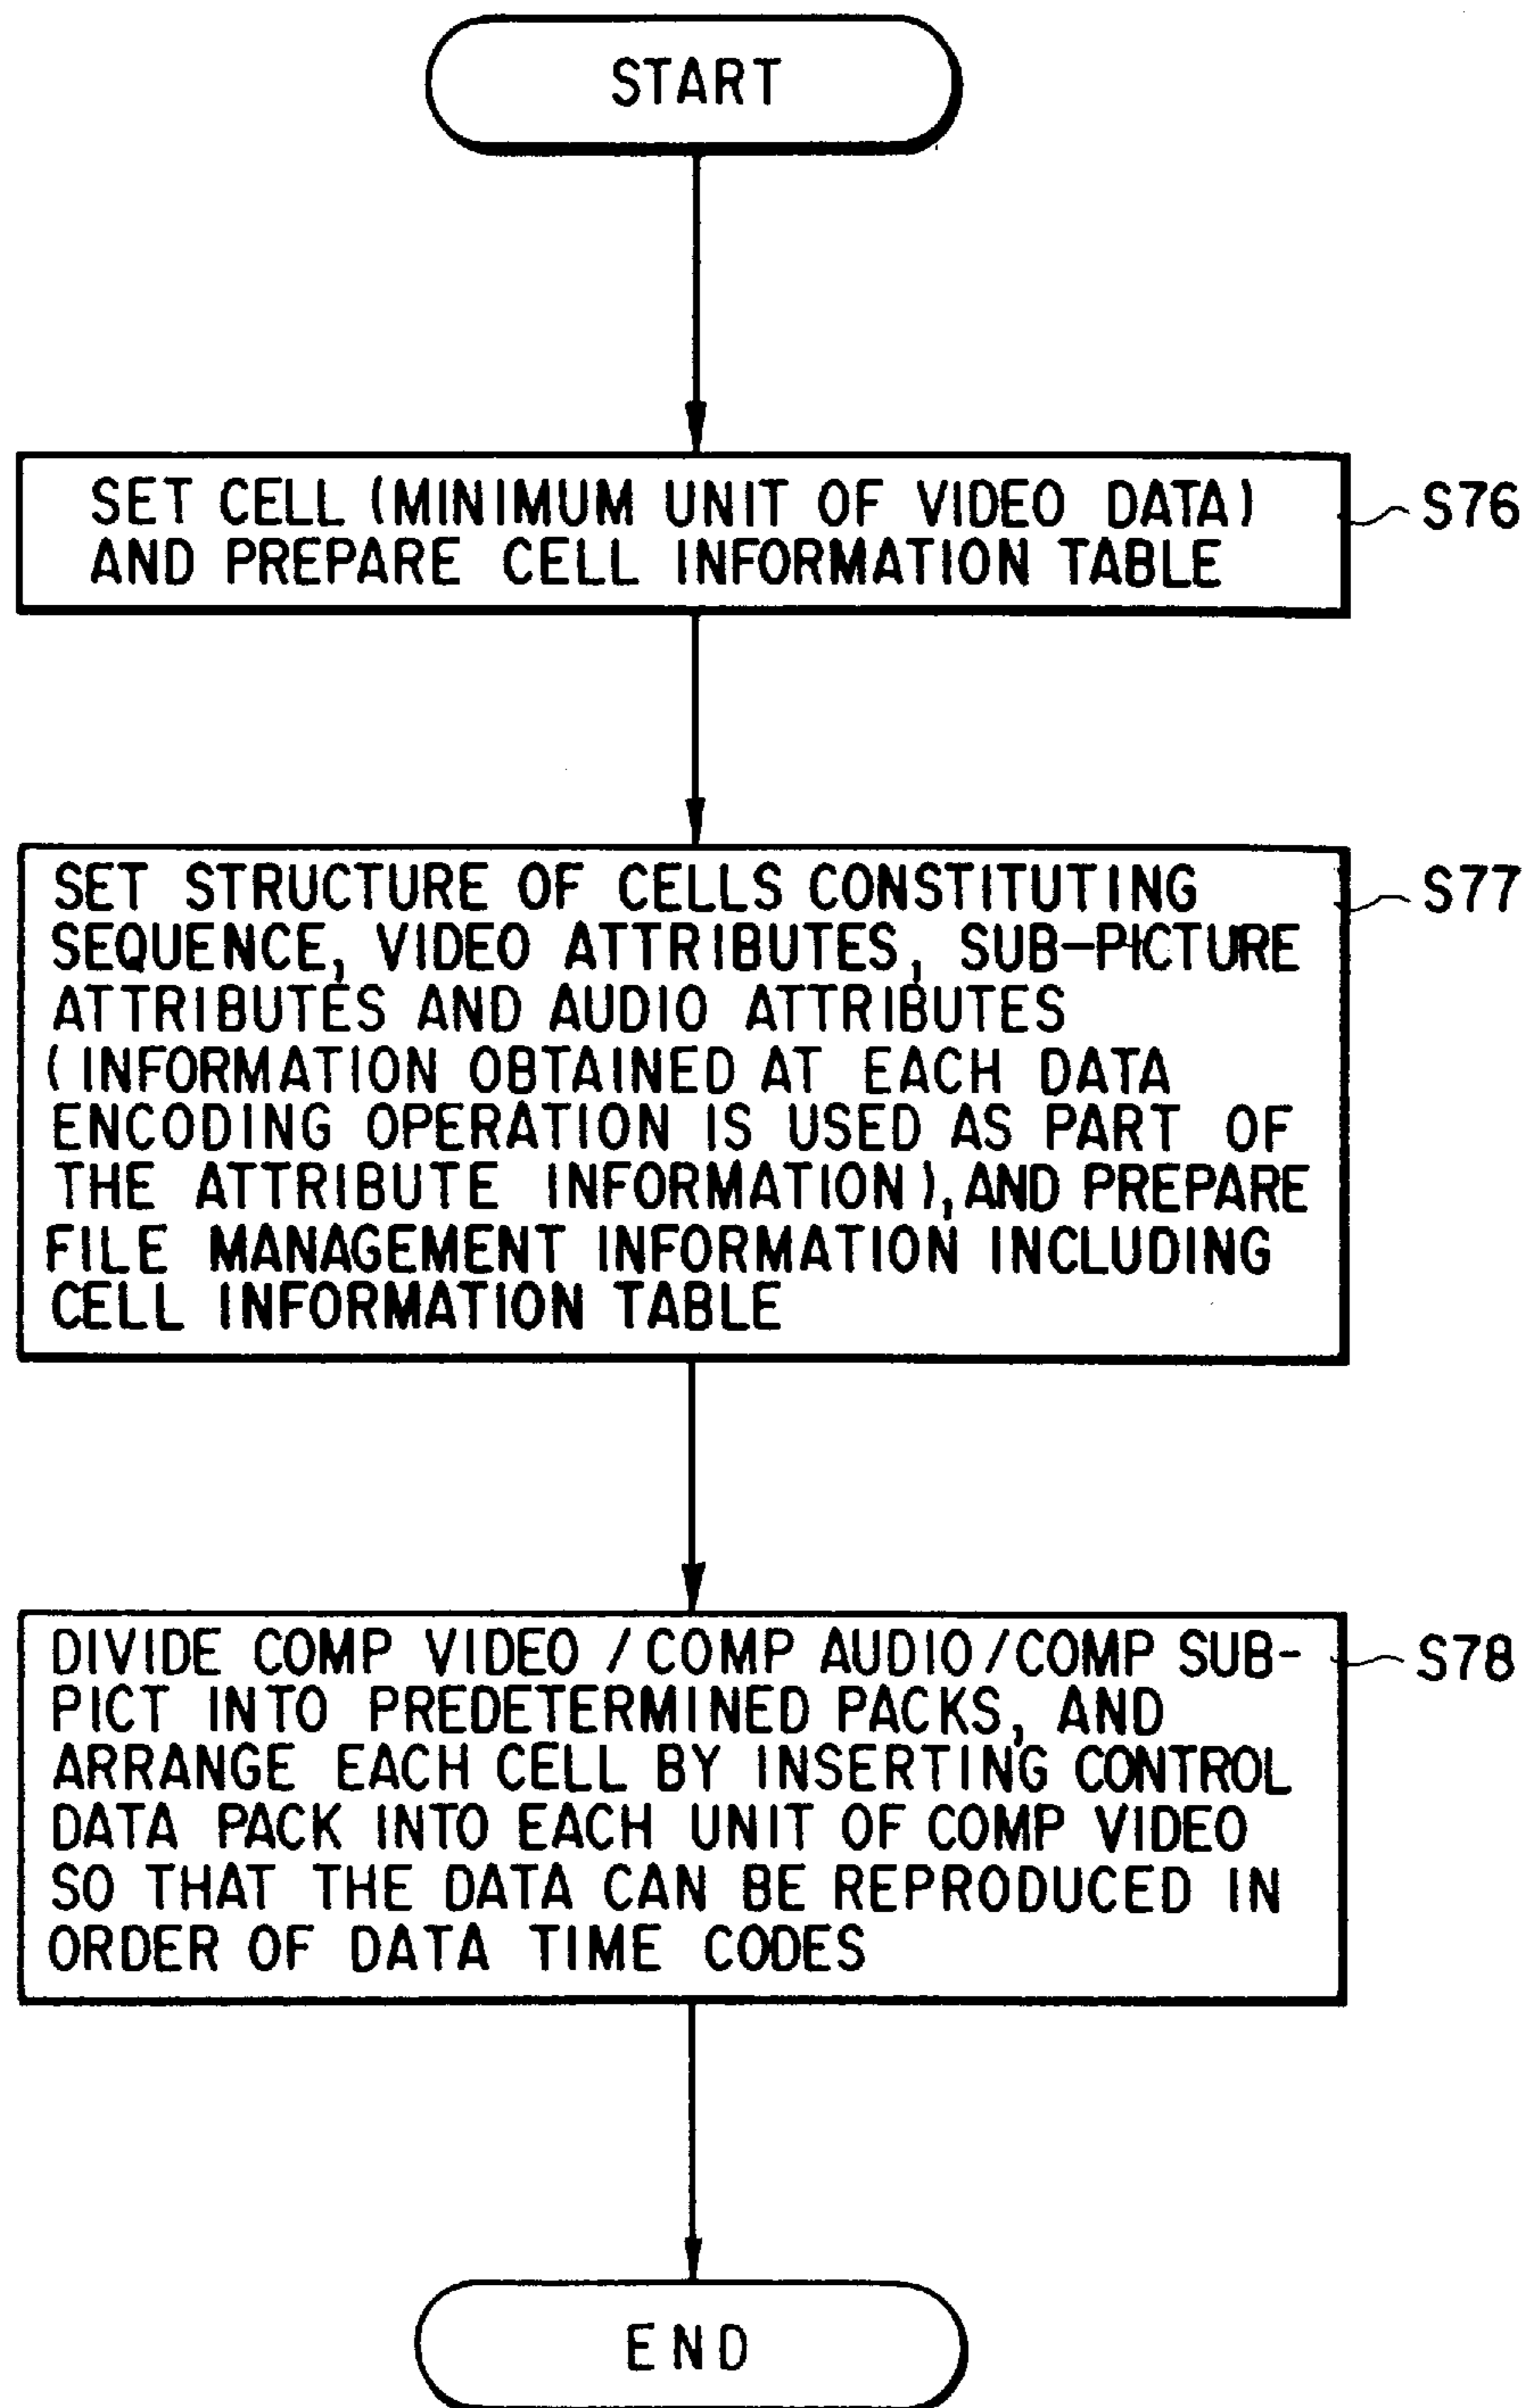 START
SET CELL (MINIMUM UNIT OF VIDEO DATA)
AND PREPARE CELL INFORMATION TABLE
S76
SET STRUCTURE OF CELLS CONSTITUTING
SEQUENCE, VIDEO ATTRIBUTES, SUB-PICTURE
ATTRIBUTES AND AUDIO ATTRIBUTES
(INFORMATION OBTAINED AT EACH DATA
ENCODING OPERATION IS USED AS PART OF
THE ATTRIBUTE INFORMATION), AND PREPARE
FILE MANAGEMENT INFORMATION INCLUDING
CELL INFORMATION TABLE
S77
DIVIDE COMP VIDEO / COMP AUDIO / COMP SUB-
PICT INTO PREDETERMINED PACKS, AND
ARRANGE EACH CELL BY INSERTING CONTROL
DATA PACK INTO EACH UNIT OF COMP VIDEO
SO THAT THE DATA CAN BE REPRODUCED IN
ORDER OF DATA TIME CODES
S78
END